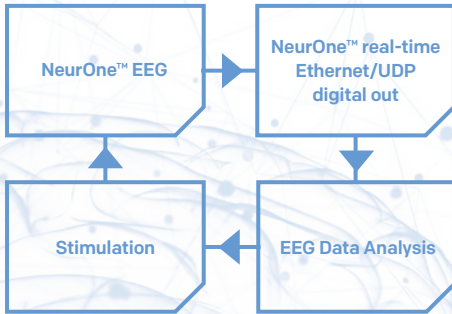 NeurOne™ EEG
NeurOne™ real-time
Ethernet/UDP
digital out
Stimulation
EEG Data Analysis